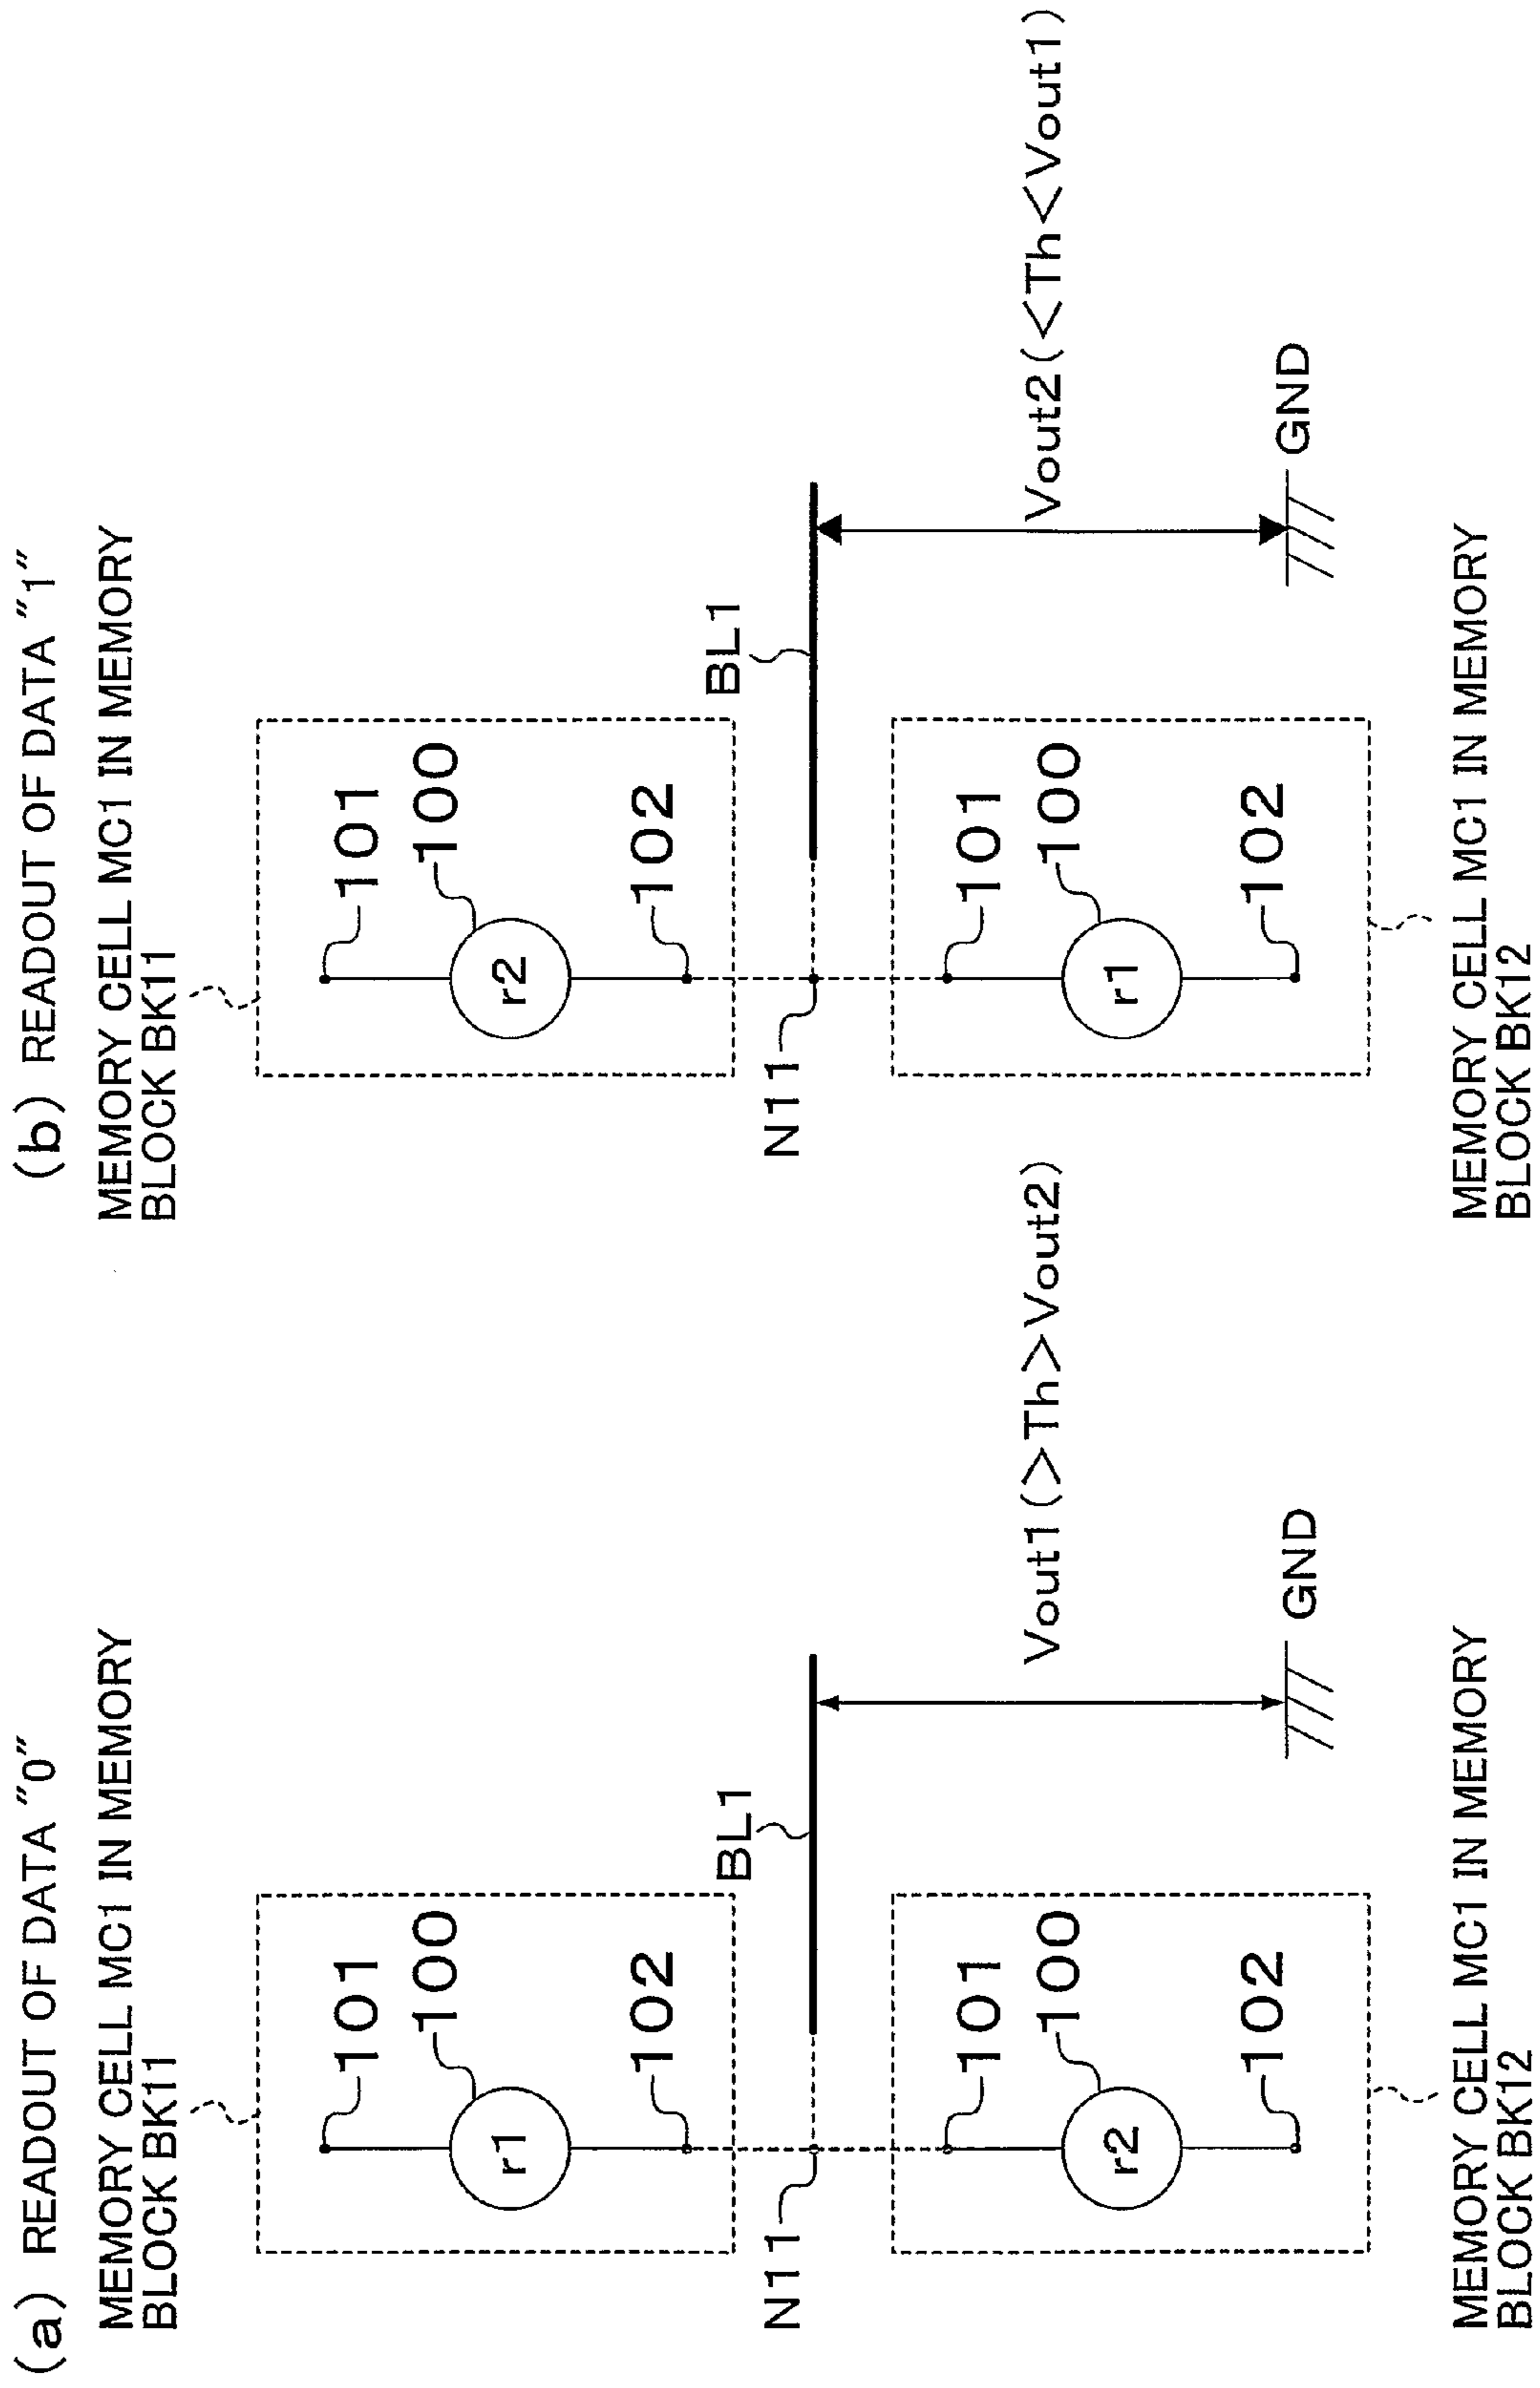 (a) READOUT OF DATA "0"
MEMORY CELL MC1 IN MEMORY
BLOCK BK11
101
100
r1
102
BL1
N11
Vout1(>Th>Vout2)
101
100
r2
102
GND
MEMORY CELL MC1 IN MEMORY
BLOCK BK12
(b) READOUT OF DATA "1"
MEMORY CELL MC1 IN MEMORY
BLOCK BK11
101
100
r2
102
BL1
N11
Vout2(<Th<Vout1)
101
100
r1
102
GND
MEMORY CELL MC1 IN MEMORY
BLOCK BK12